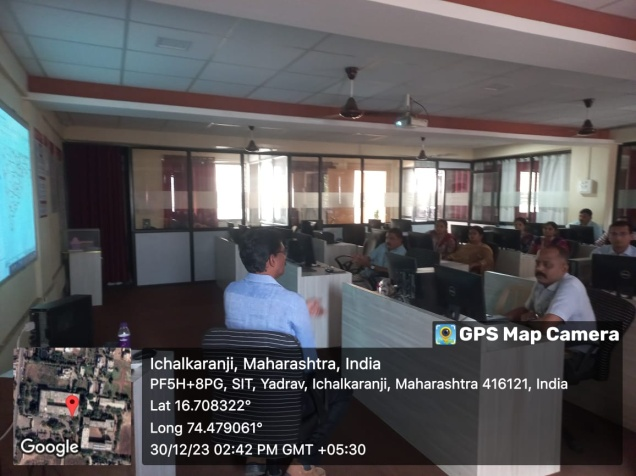 GPS Map Camera
Ichalkaranji, Maharashtra, India
PF5H+8PG, SIT, Yadrav, Ichalkaranji, Maharashtra 416121, India
Lat 16.708322°
Long 74.479061°
30/12/23 02:42 PM GMT +05:30
Google